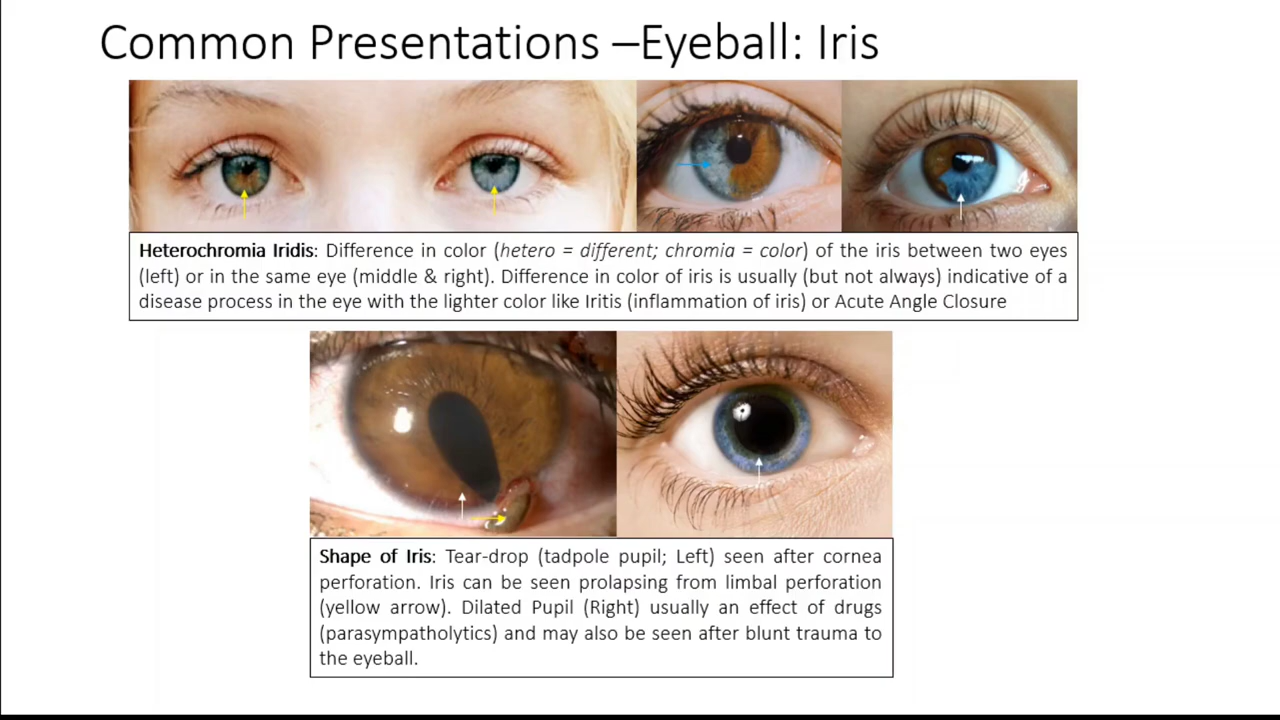 Common Presentations –Eyeball: Iris
Heterochromia Iridis: Difference in color (hetero = different; chromia = color) of the iris between two eyes
(left) or in the same eye (middle & right). Difference in color of iris is usually (but not always) indicative of a
disease process in the eye with the lighter color like Iritis (inflammation of iris) or Acute Angle Closure
Shape of Iris: Tear-drop (tadpole pupil; Left) seen after cornea
perforation. Iris can be seen prolapsing from limbal perforation
(yellow arrow). Dilated Pupil (Right) usually an effect of drugs
(parasympatholytics) and may also be seen after blunt trauma to
the eyeball.